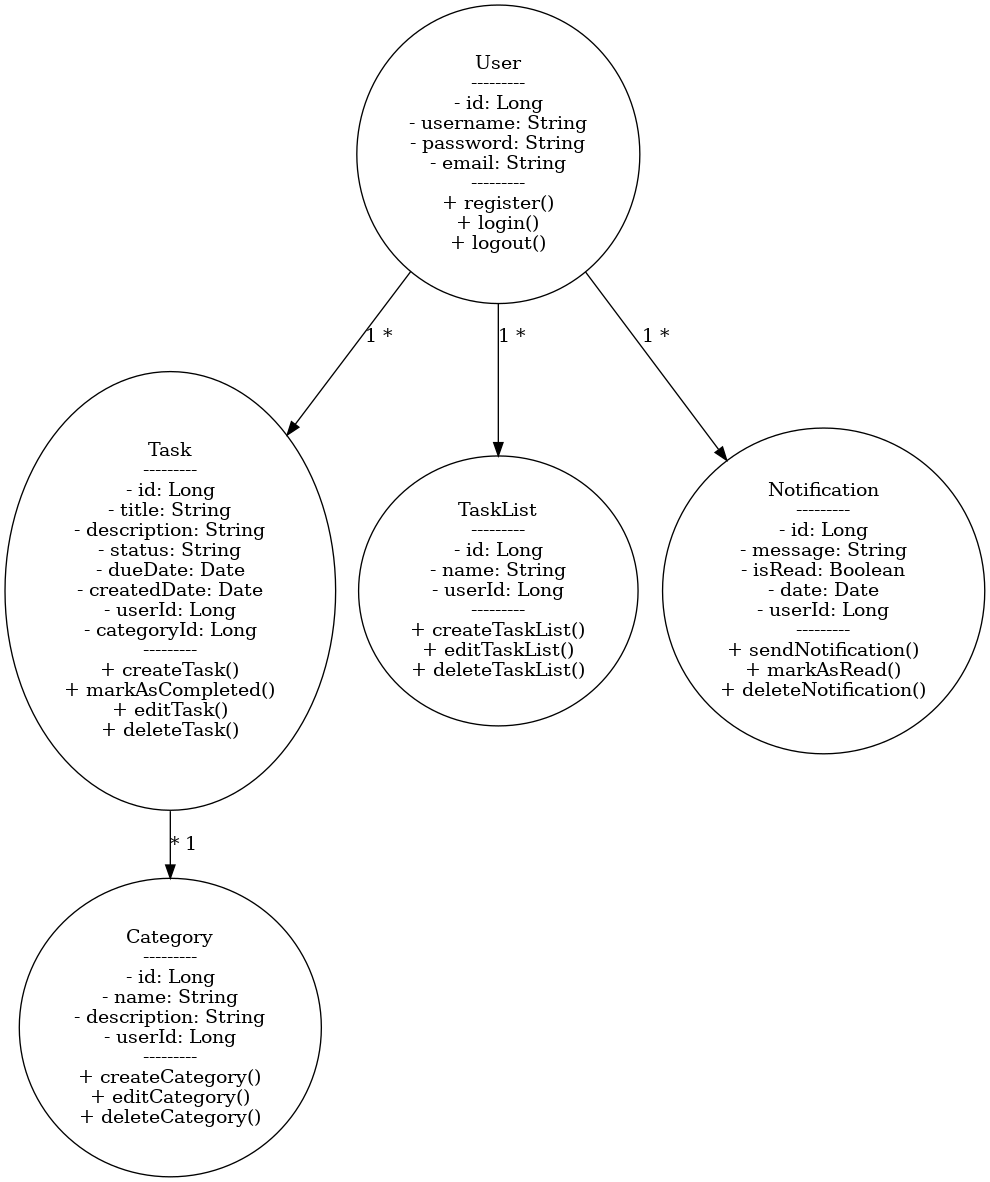 User
---------
- id: Long
- username: String
- password: String
- email: String
---------
+ register()
+ login()
+ logout()
1 *
1 *
1 *
Task
---------
- id: Long
- title: String
- description: String
- status: String
- dueDate: Date
- createdDate: Date
- userId: Long
- categoryId: Long
---------
+ createTask()
+ markAsCompleted()
+ editTask()
+ deleteTask()
TaskList
---------
- id: Long
- name: String
- userId: Long
---------
+ createTaskList()
+ editTaskList()
+ deleteTaskList()
Notification
---------
- id: Long
- message: String
- isRead: Boolean
- date: Date
- userId: Long
---------
+ sendNotification()
+ markAsRead()
+ deleteNotification()
* 1
Category
---------
- id: Long
- name: String
- description: String
- userId: Long
---------
+ createCategory()
+ editCategory()
+ deleteCategory()